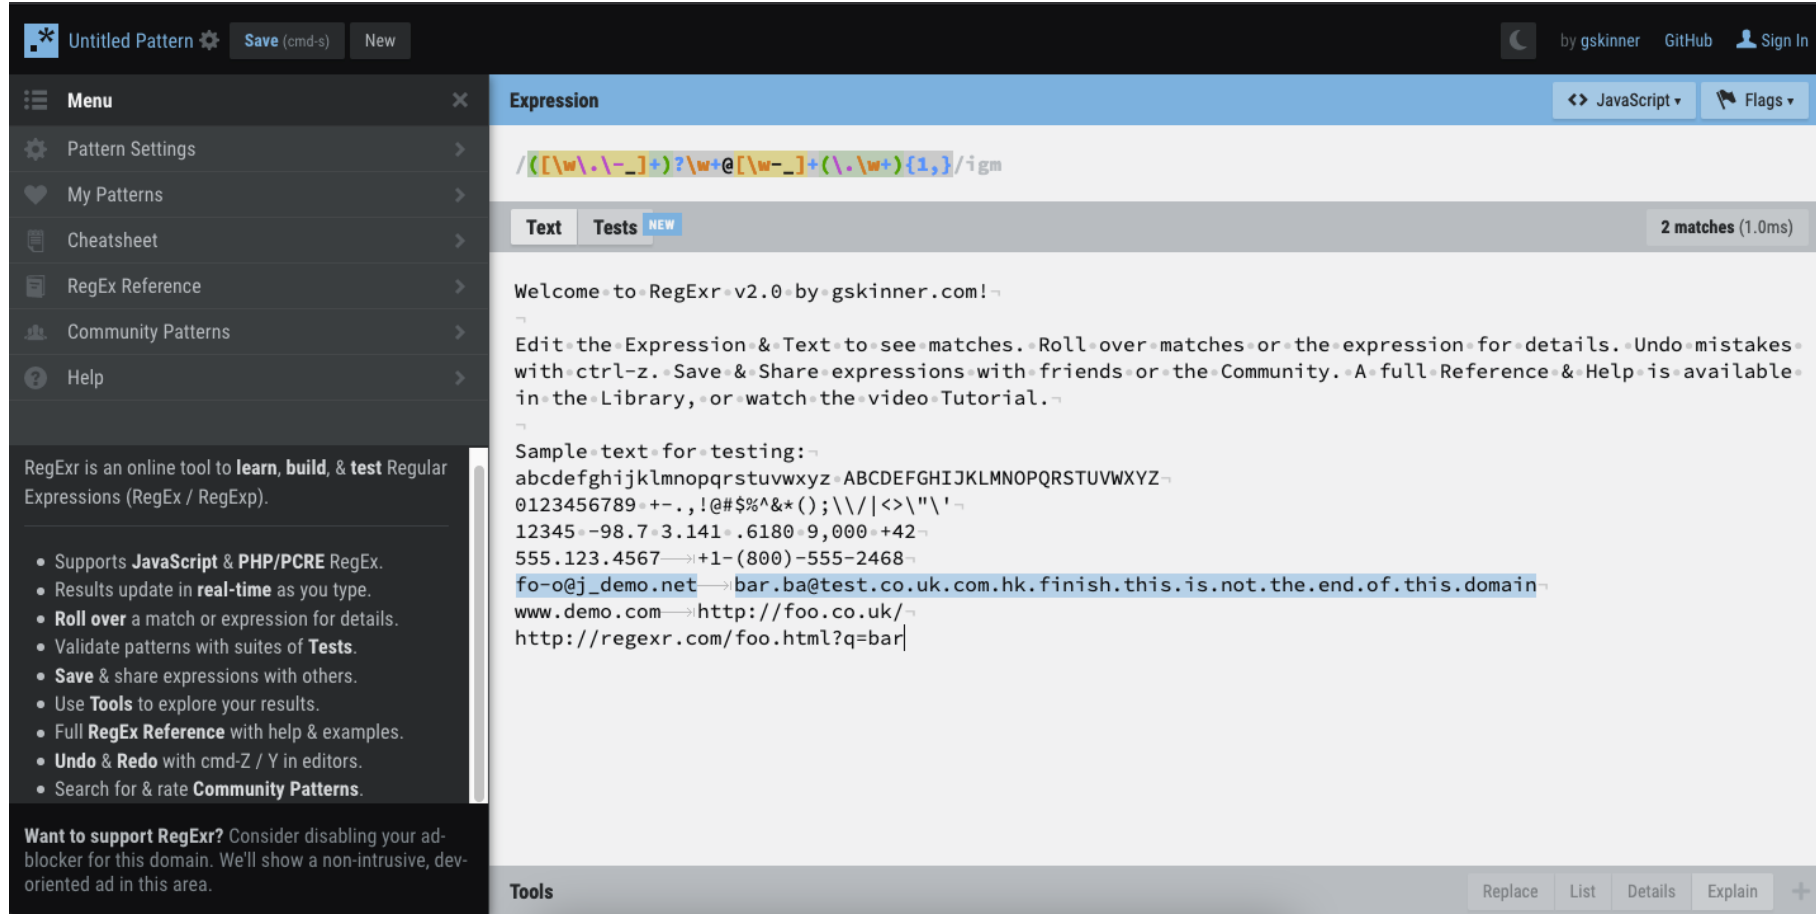 .* Untitled Pattern Save (cmd-s) New by gskinner GitHub Sign In
Menu
Pattern Settings
My Patterns
Cheatsheet
RegEx Reference
Community Patterns
Help
RegExr is an online tool to learn, build, & test Regular
Expressions (RegEx / RegExp).
Supports JavaScript & PHP/PCRE RegEx.
Results update in real-time as you type.
Roll over a match or expression for details.
Validate patterns with suites of Tests.
Save & share expressions with others.
Use Tools to explore your results.
Full RegEx Reference with help & examples.
Undo & Redo with cmd-Z / Y in editors.
Search for & rate Community Patterns.
Want to support RegExr? Consider disabling your ad-
blocker for this domain. We'll show a non-intrusive, dev-
oriented ad in this area.
Expression <> JavaScript Flags
/([\w\.\-_]+)?\w+@[\w-_]+(\.\w+){1,}/igm
Text Tests NEW 2 matches (1.0ms)
Welcome to RegExr v2.0 by gskinner.com!
Edit the Expression & Text to see matches. Roll over matches or the expression for details. Undo mistakes
with ctrl-z. Save & Share expressions with friends or the Community. A full Reference & Help is available
in the Library, or watch the video Tutorial.
Sample text for testing:
abcdefghijklmnopqrstuvwxyz ABCDEFGHIJKLMNOPQRSTUVWXYZ
0123456789 +-.,!@#$%^&*();\\/|<>\"\'
12345 -98.7 3.141 .6180 9,000 +42
555.123.4567 +1-(800)-555-2468
fo-o@j_demo.net bar.ba@test.co.uk.com.hk.finish.this.is.not.the.end.of.this.domain
www.demo.com http://foo.co.uk/
http://regexr.com/foo.html?q=bar
Tools Replace List Details Explain